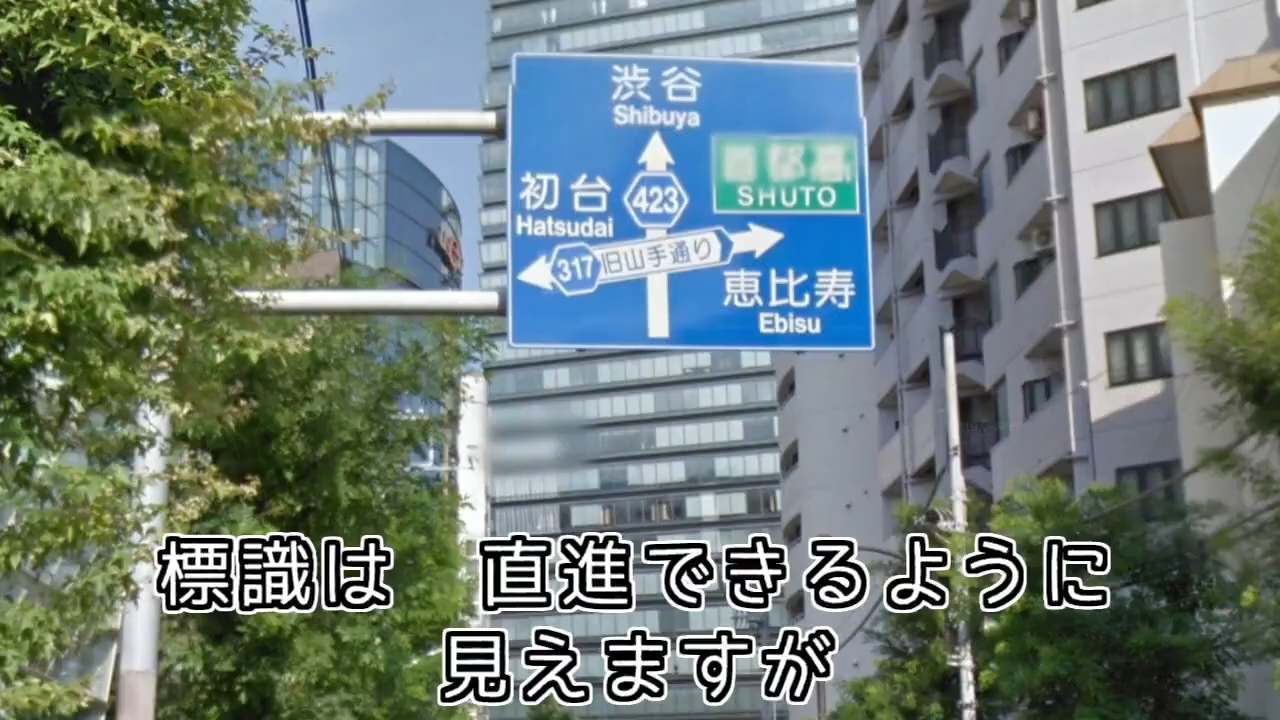 渋谷
Shibuya
SHUTO
初台
Hatsudai
423
317
旧山手通り
恵比寿
Ebisu
標識は 直進できるように
見えますが